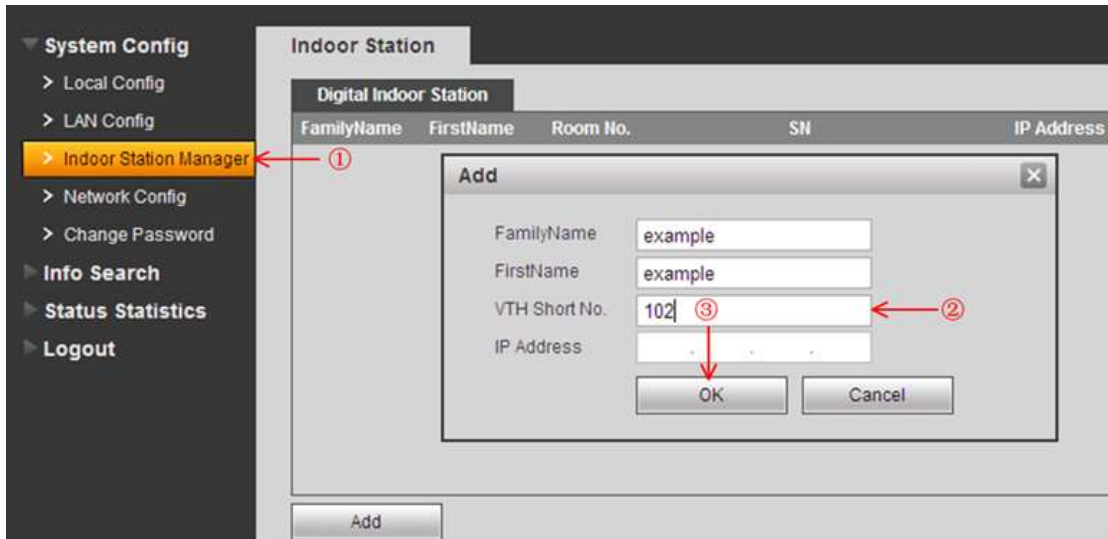 System Config
Local Config
LAN Config
Indoor Station Manager
①
Network Config
Change Password
Info Search
Status Statistics
Logout
Indoor Station
Digital Indoor Station
FamilyName FirstName Room No. SN IP Address
Add
FamilyName example
FirstName example
VTH Short No. 102 ③ ②
IP Address . . .
OK Cancel
Add